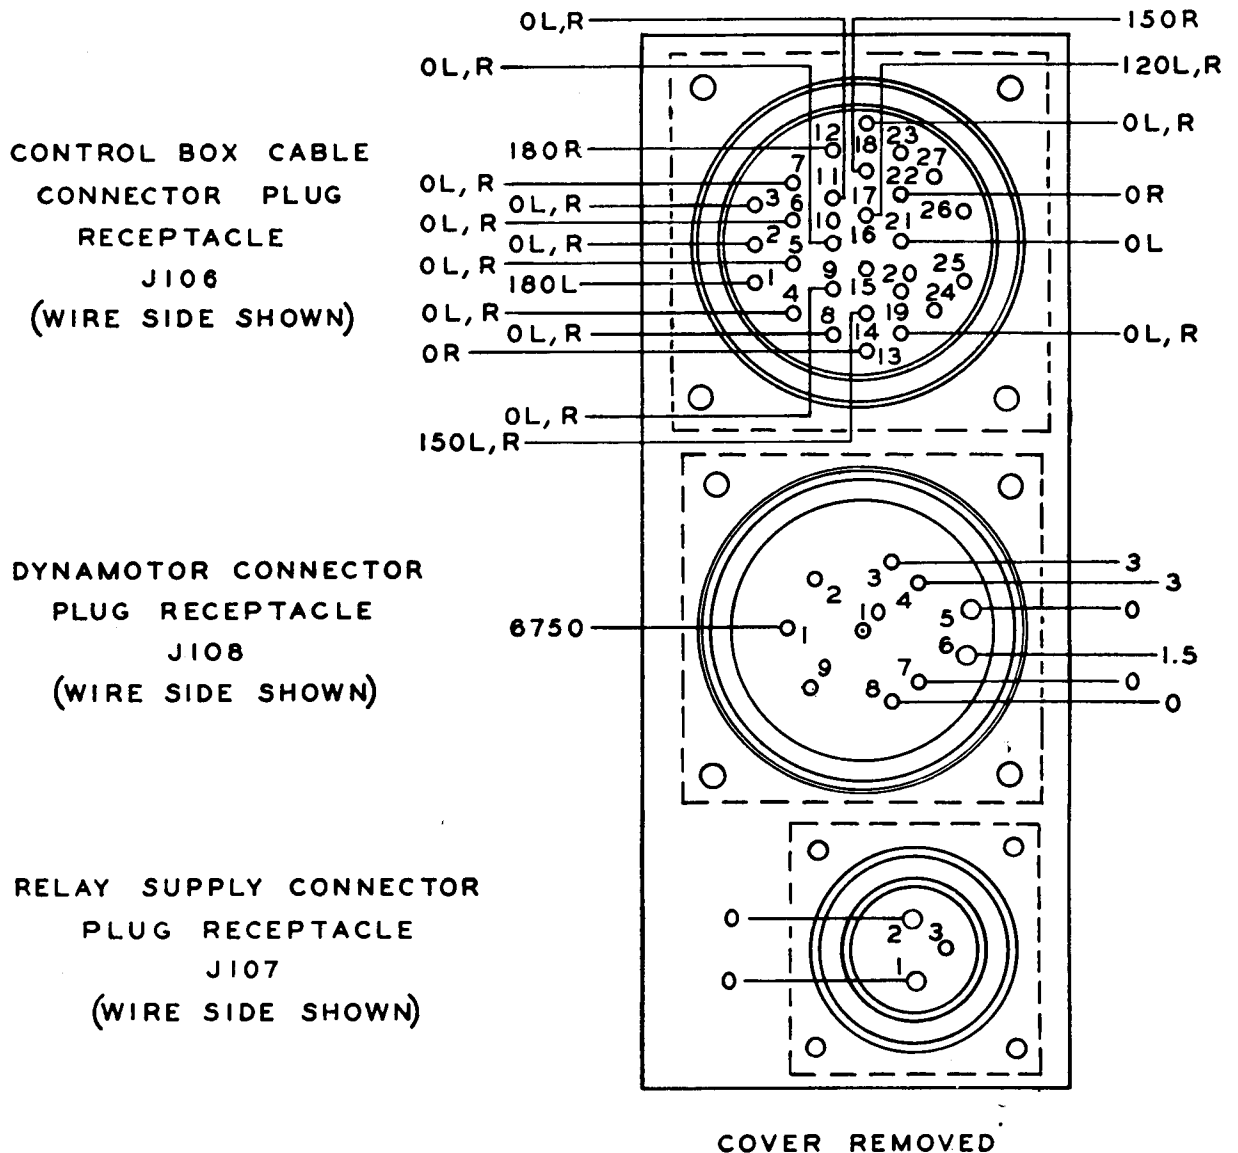 CONTROL BOX CABLE
CONNECTOR PLUG
RECEPTACLE
J106
(WIRE SIDE SHOWN)
0L,R
150R
0L,R
120L,R
0L,R
180R
0L,R
0L,R
0R
0L,R
0L,R
0L
0L,R
180L
0L,R
0L,R
0L,R
0R
0L,R
150L,R
12
18
23
7
27
11
22
3
6
10
17
26
2
5
16
21
1
9
15
20
25
4
8
14
19
24
13
DYNAMOTOR CONNECTOR
PLUG RECEPTACLE
J108
(WIRE SIDE SHOWN)
6750
3
3
0
1.5
0
0
1
2
3
4
5
6
7
8
9
10
RELAY SUPPLY CONNECTOR
PLUG RECEPTACLE
J107
(WIRE SIDE SHOWN)
0
0
2
3
1
COVER REMOVED